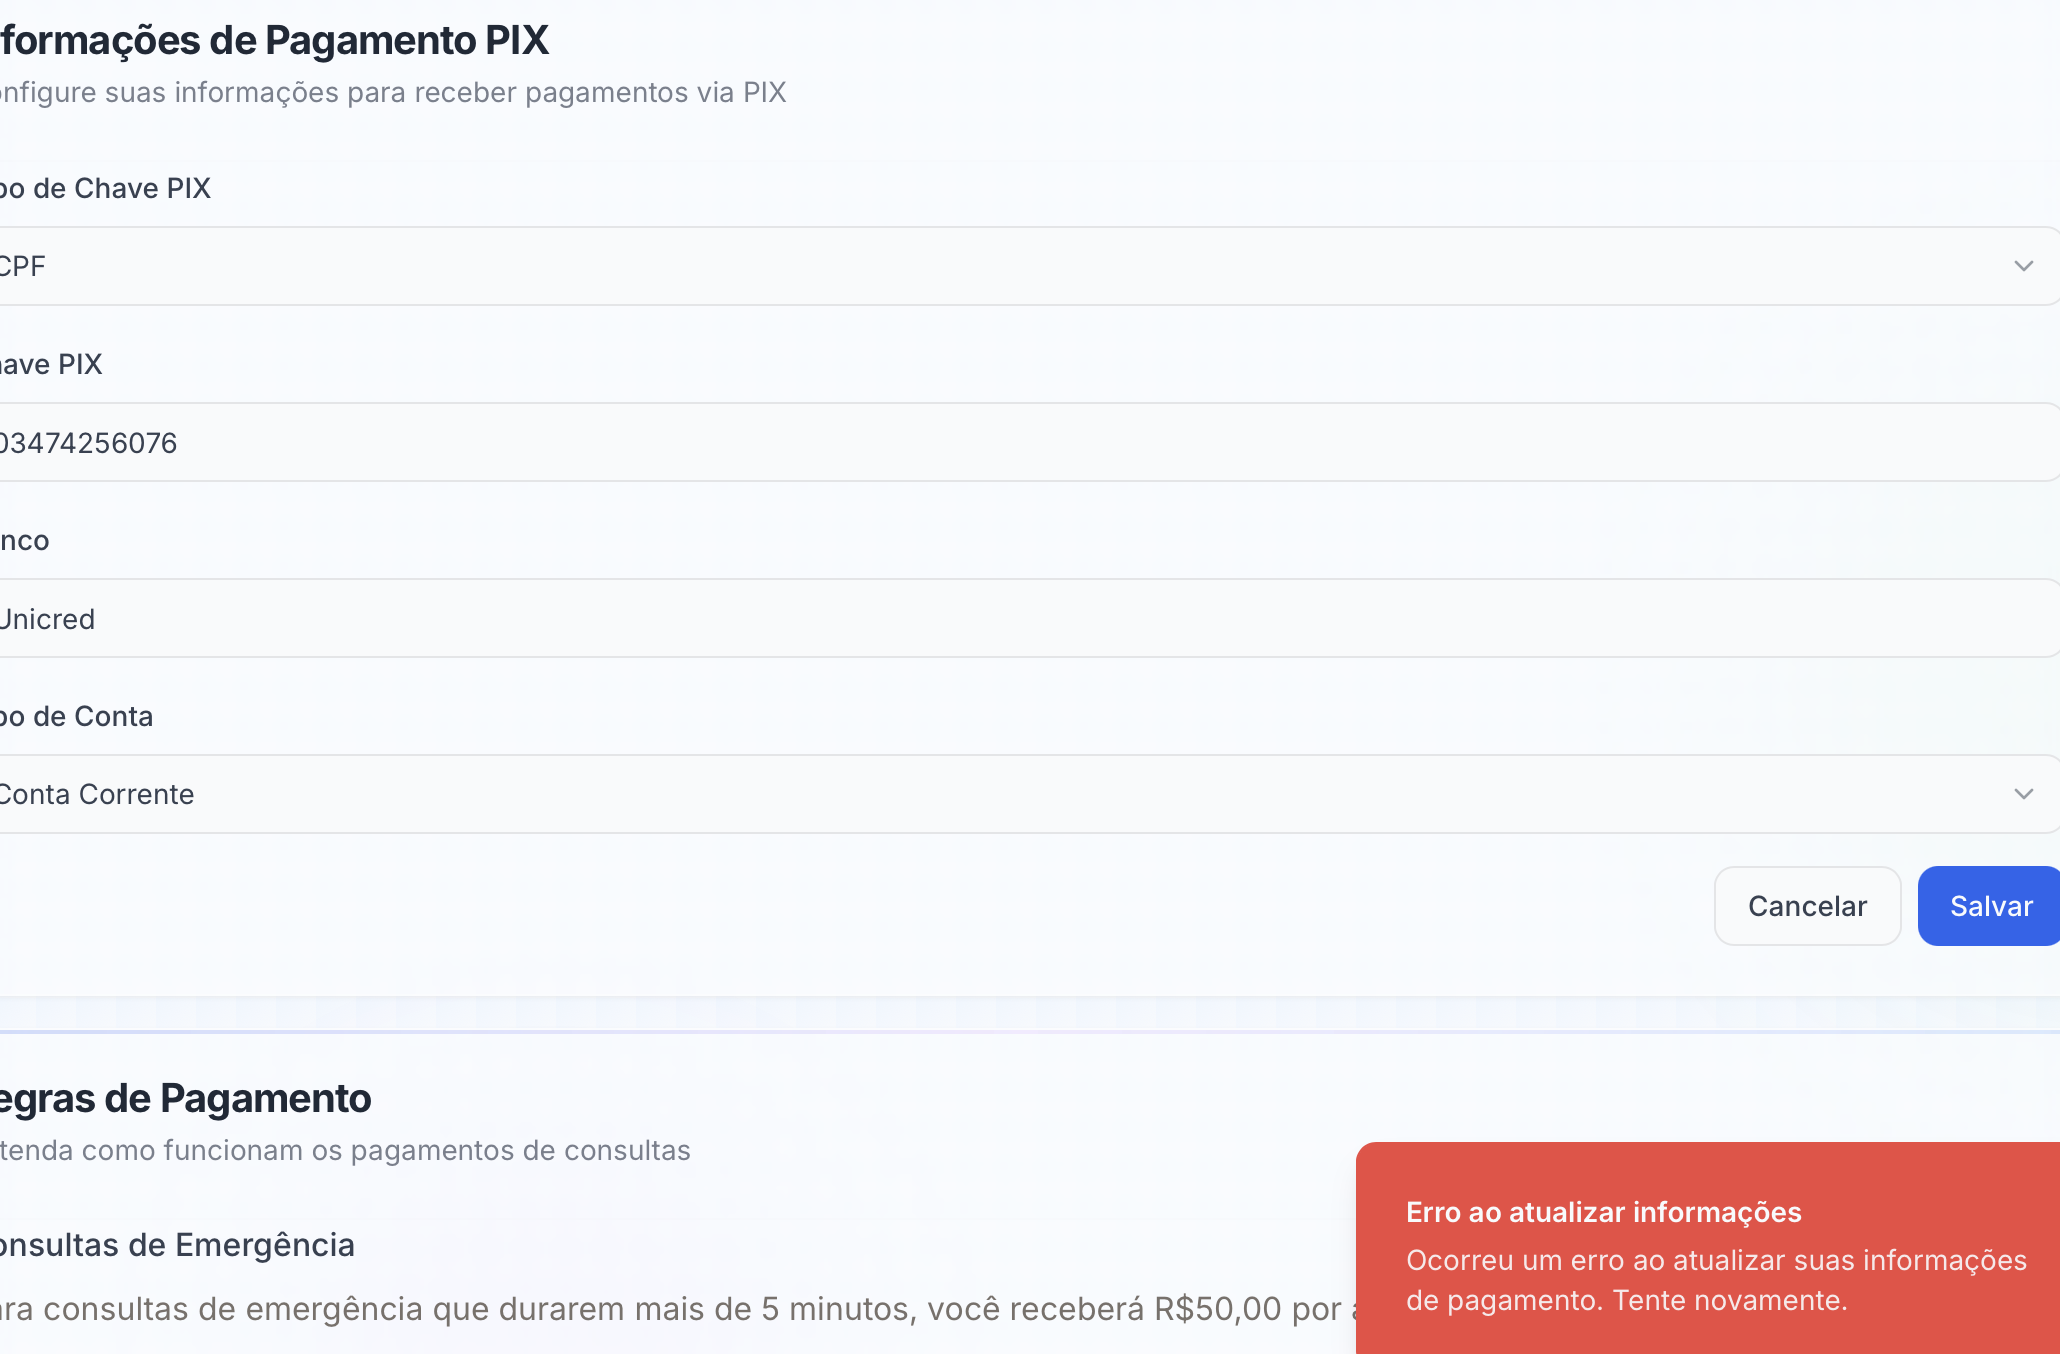 formações de Pagamento PIX
onfigure suas informações para receber pagamentos via PIX
po de Chave PIX
CPF
ave PIX
03474256076
nco
Unicred
po de Conta
Conta Corrente
Cancelar
Salvar
egras de Pagamento
tenda como funcionam os pagamentos de consultas
onsultas de Emergência
ara consultas de emergência que durarem mais de 5 minutos, você receberá R$50,00 por
Erro ao atualizar informações
Ocorreu um erro ao atualizar suas informações
de pagamento. Tente novamente.